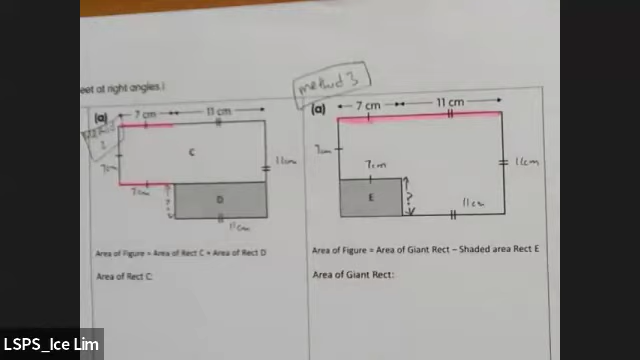 eet at right angles.)
method 3
(a)
7 cm
11 cm
7cm
C
11cm
7cm
?
D
11cm
Area of Figure = Area of Rect C + Area of Rect D
Area of Rect C
(a)
7 cm
11 cm
7cm
7cm
11cm
E
?
11cm
Area of Figure = Area of Giant Rect – Shaded area Rect E
Area of Giant Rect:
LSPS_Ice Lim